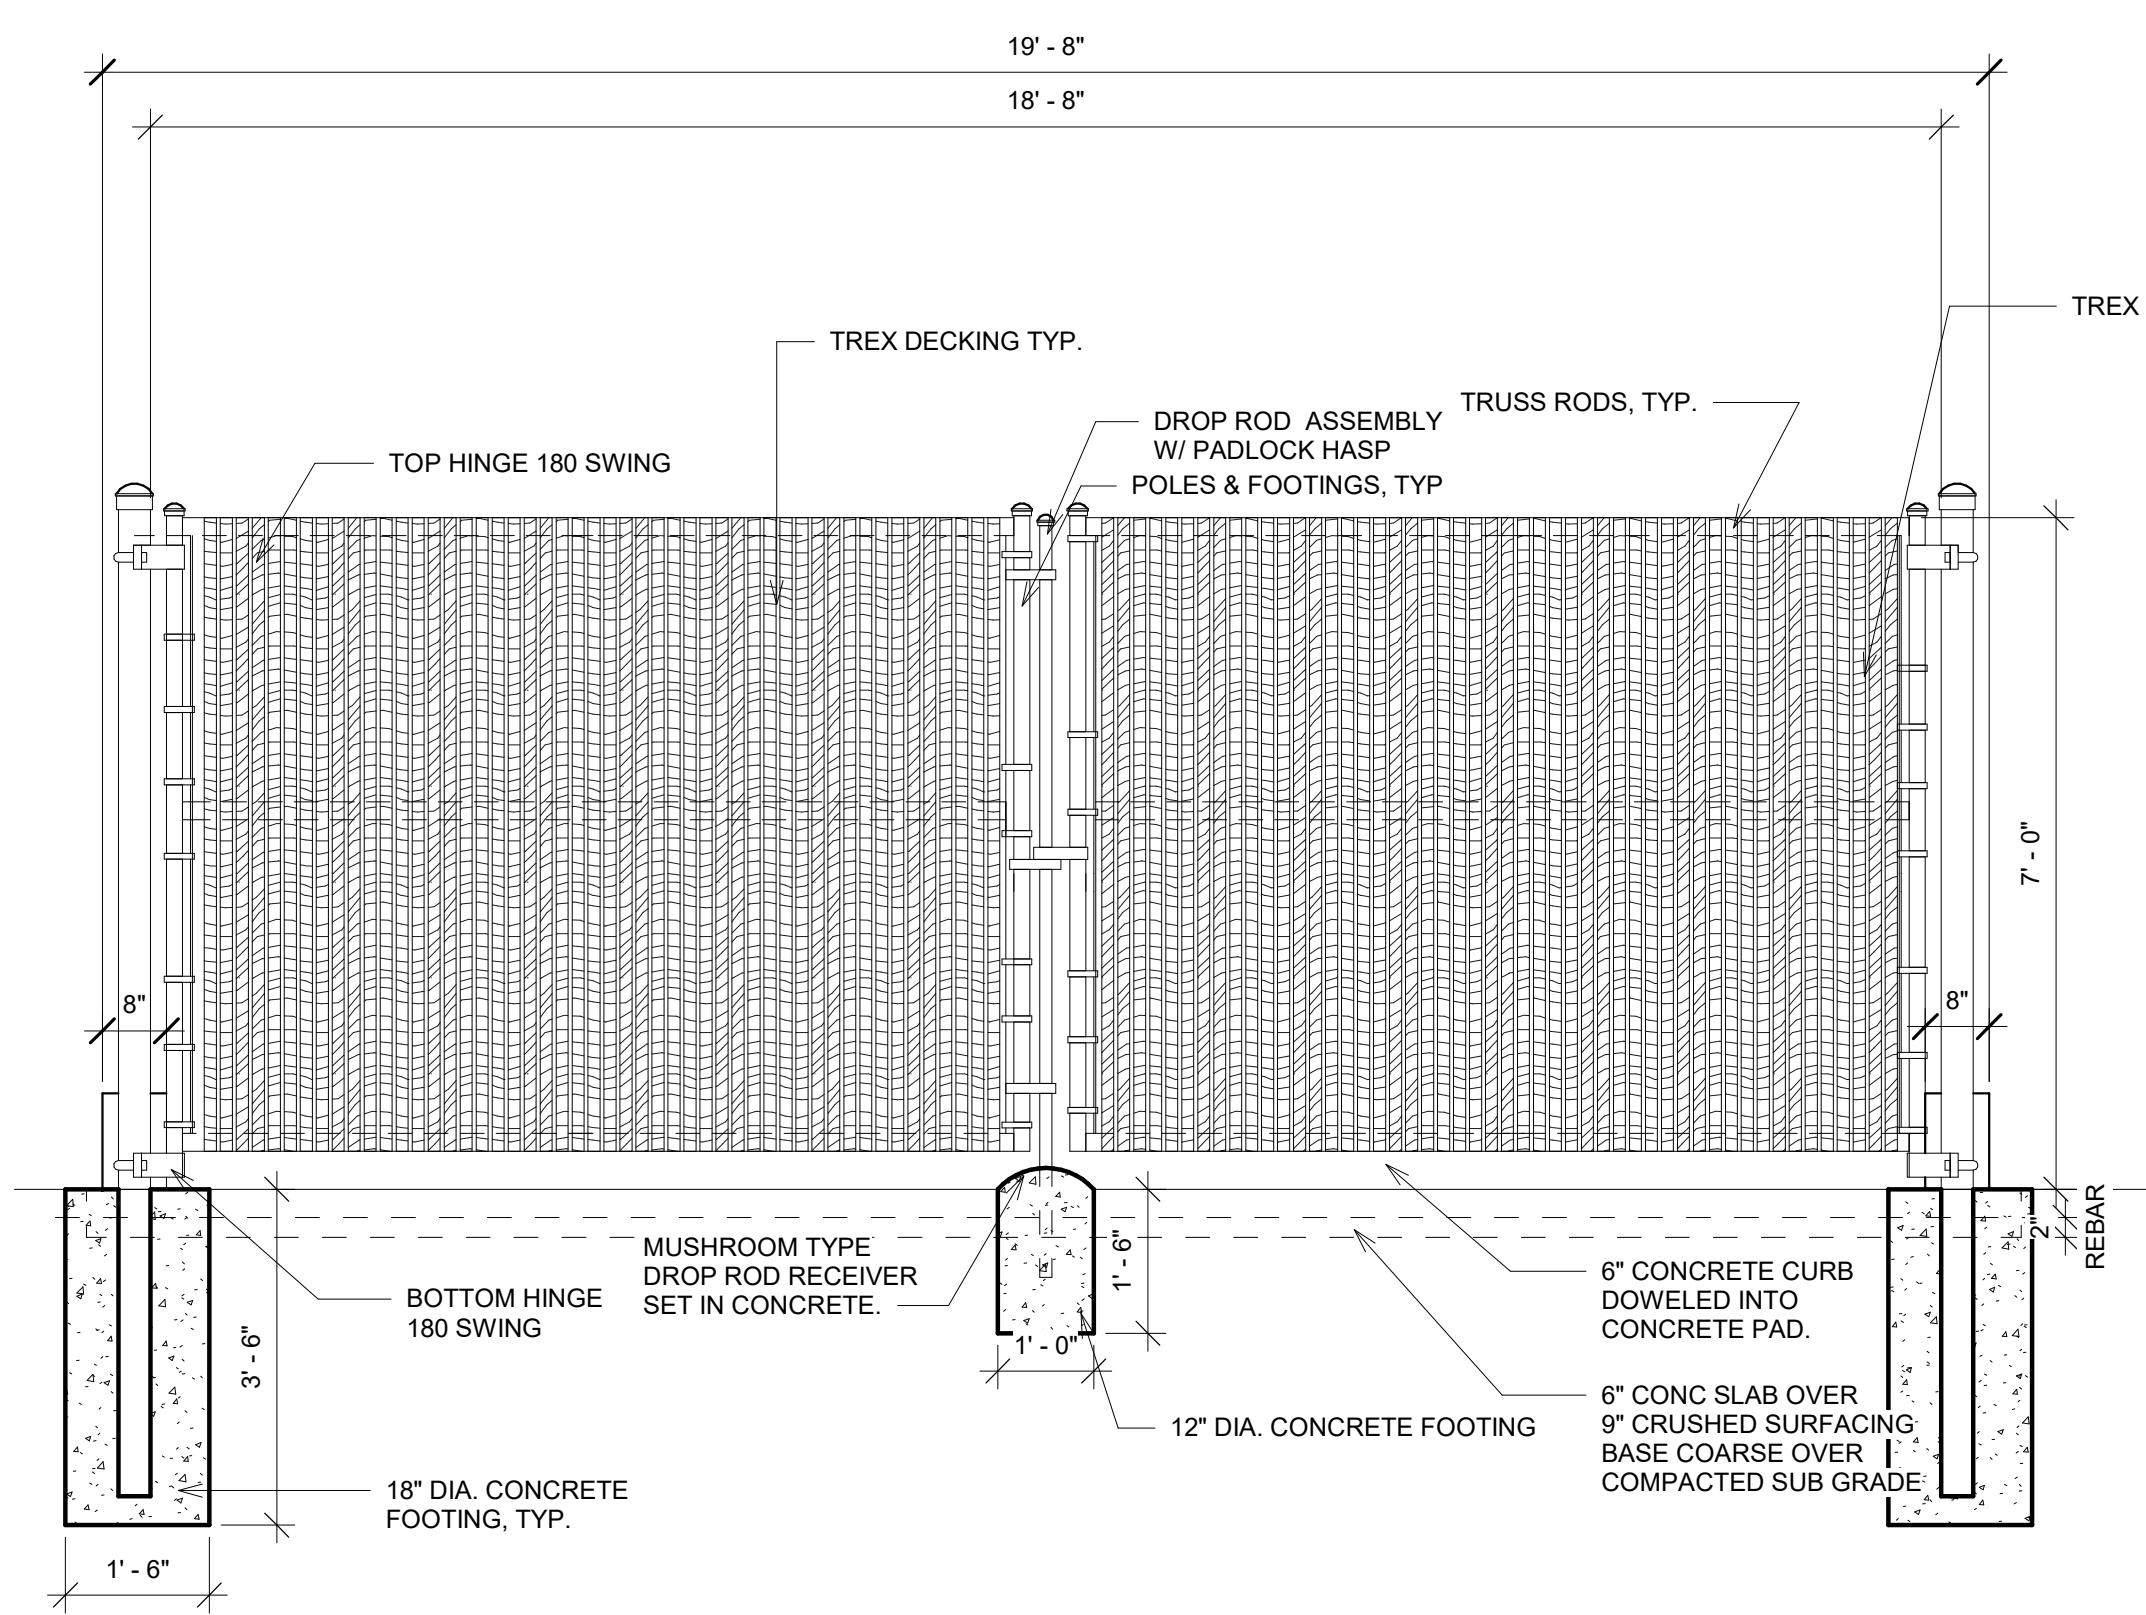 19' - 8"
18' - 8"
TREX
TREX DECKING TYP.
TRUSS RODS, TYP.
DROP ROD  ASSEMBLY
W/ PADLOCK HASP
TOP HINGE 180 SWING
POLES & FOOTINGS, TYP
7' - 0"
8"
8"
2"
REBAR
MUSHROOM TYPE
DROP ROD RECEIVER
SET IN CONCRETE.
1' - 6"
6" CONCRETE CURB
DOWELED INTO
CONCRETE PAD.
BOTTOM HINGE
180 SWING
3' - 6"
1' - 0"
6" CONC SLAB OVER
9" CRUSHED SURFACING
BASE COARSE OVER
COMPACTED SUB GRADE
12" DIA. CONCRETE FOOTING
18" DIA. CONCRETE
FOOTING, TYP.
1' - 6"